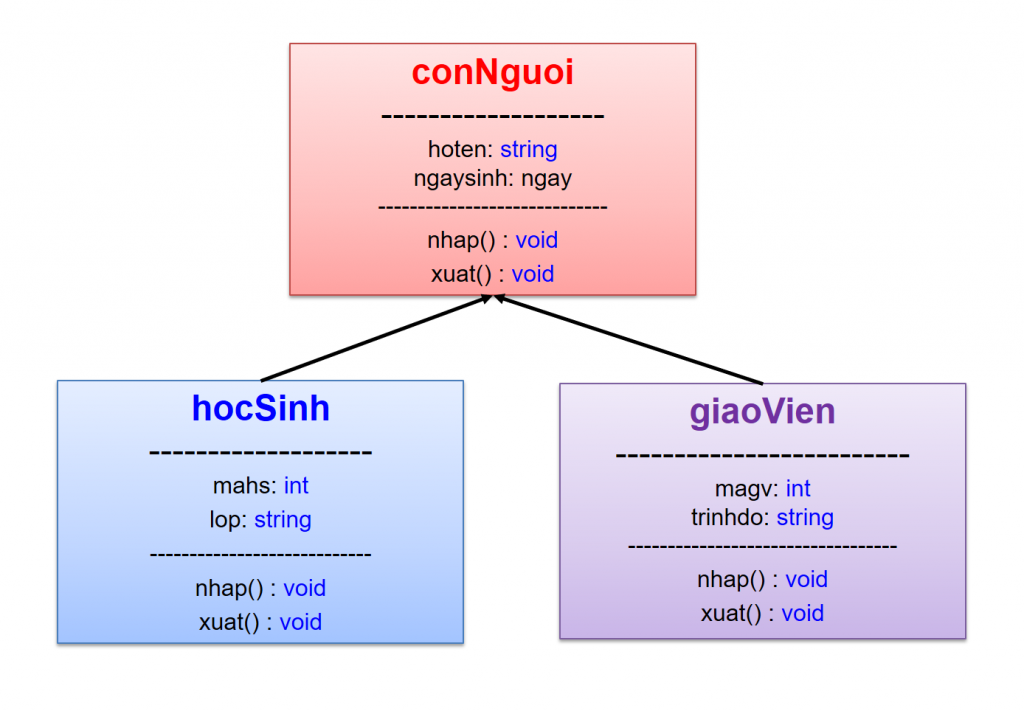 conNguoi
-------------------
hoten: string
ngaysinh: ngay
-----------------------------
nhap() : void
xuat() : void
hocSinh
-------------------
mahs: int
lop: string
----------------------------
nhap() : void
xuat() : void
giaoVien
-------------------------
magv: int
trinhdo: string
----------------------------------
nhap() : void
xuat() : void